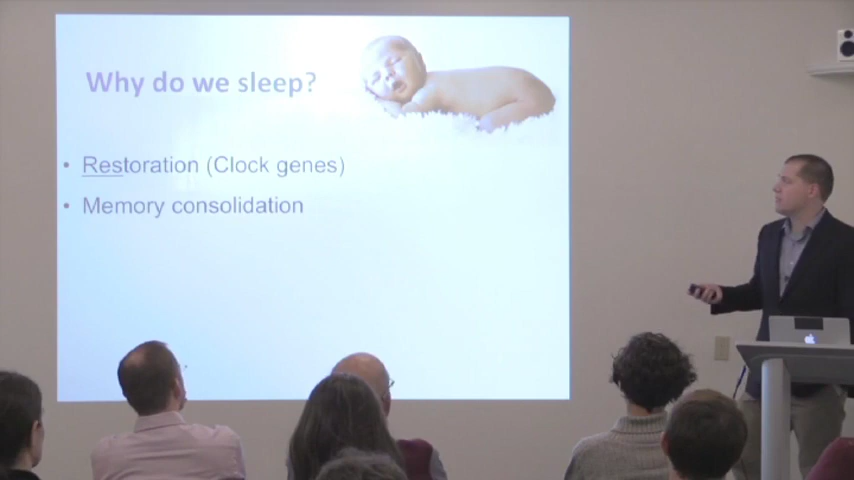 Why do we sleep?
• Restoration (Clock genes)
• Memory consolidation